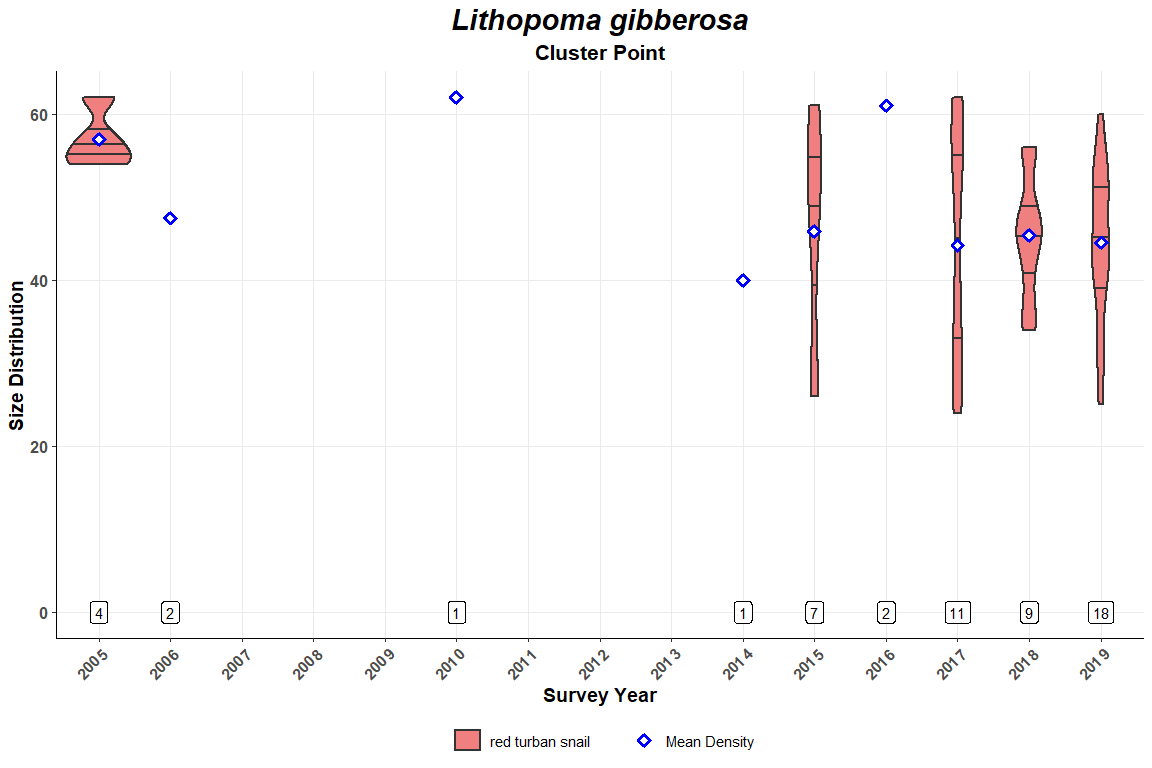 Lithopoma gibberosa
Cluster Point
Size Distribution
60
40
20
0
4 2 1 1 7 2 11 9 18
2005 2006 2007 2008 2009 2010 2011 2012 2013 2014 2015 2016 2017 2018 2019
Survey Year
red turban snail Mean Density